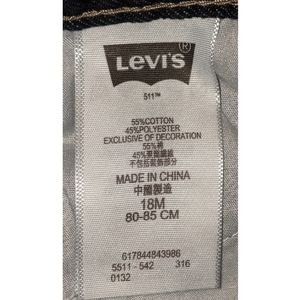 LEVI'S®
511™
55%COTTON
45%POLYESTER
EXCLUSIVE OF DECORATION
55%棉
45%聚酯纖維
不包括裝飾部分
MADE IN CHINA
中國製造
18M
80-85 CM
617844843986
5511-542 316
0132